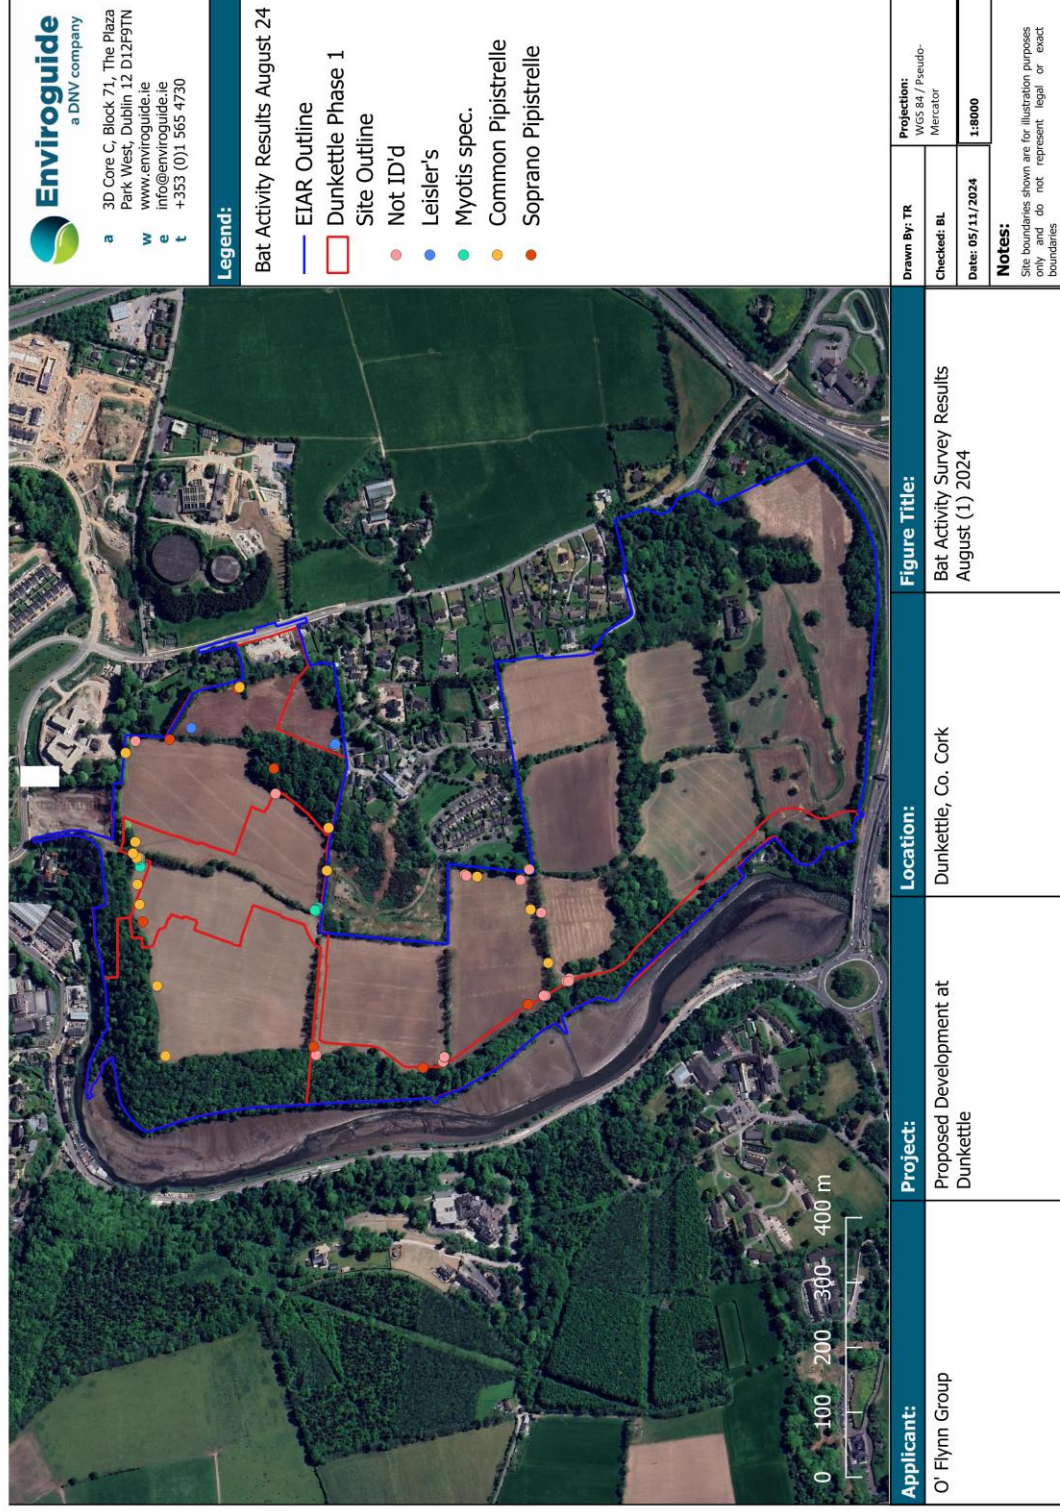 Enviroguide
a DNV company
a 3D Core C, Block 71, The Plaza
Park West, Dublin 12 D12F9TN
w www.enviroguide.ie
e info@enviroguide.ie
t +353 (0)1 565 4730
Legend:
Bat Activity Results August 24
EIAR Outline
Dunkettle Phase 1
Site Outline
Not ID'd
Leisler's
Myotis spec.
Common Pipistrelle
Soprano Pipistrelle
0 100 200 300 400 m
Applicant:
O' Flynn Group
Project:
Proposed Development at
Dunkettle
Location:
Dunkettle, Co. Cork
Figure Title:
Bat Activity Survey Results
August (1) 2024
Drawn By: TR
Checked: BL
Date: 05/11/2024
Projection:
WGS 84 / Pseudo-
Mercator
1:8000
Notes:
Site boundaries shown are for illustration purposes
only and do not represent legal or exact
boundaries